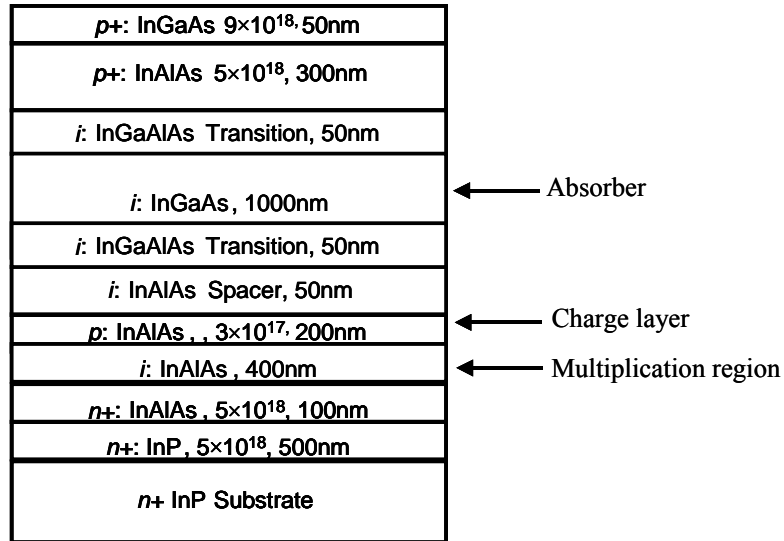 p+: InGaAs 9×10¹⁸, 50nm
p+: InAlAs 5×10¹⁸, 300nm
i: InGaAlAs Transition, 50nm
i: InGaAs , 1000nm
Absorber
i: InGaAlAs Transition, 50nm
i: InAlAs Spacer, 50nm
p: InAlAs , , 3×10¹⁷, 200nm
Charge layer
i: InAlAs , 400nm
Multiplication region
n+: InAlAs , 5×10¹⁸, 100nm
n+: InP, 5×10¹⁸, 500nm
n+ InP Substrate